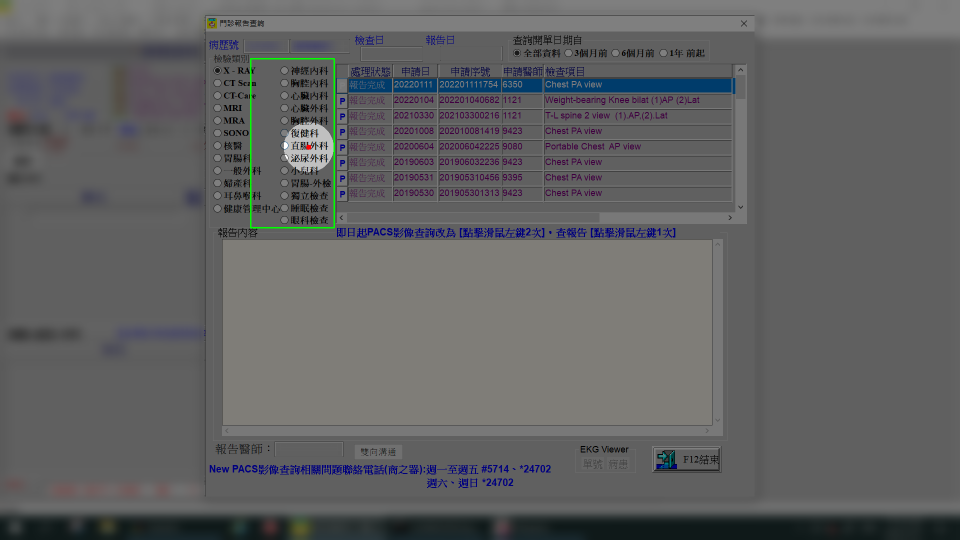 門診報告查詢
病歷號
檢查日
報告日
查詢開單日期自
全部資料 3個月前 6個月前 1年 前起
檢驗類別
X - RAY 神經內科
CT Scan 胸腔內科
CT-Care 心臟內科
MRI 心臟外科
MRA 胸腔外科
SONO 復健科
核醫 直腸外科
胃腸科 泌尿外科
一般外科 小兒科
婦產科 胃腸-外檢
耳鼻喉科 獨立檢查
健康管理中心 睡眠檢查
眼科檢查
處理狀態 申請日 申請序號 申請醫師 檢查項目
報告完成 20220111 202201111754 6350 Chest PA view
P 報告完成 20220104 202201040682 1121 Weight-bearing Knee bilat (1)AP (2)Lat
P 報告完成 20210330 202103300216 1121 T-L spine 2 view (1).AP,(2).Lat
P 報告完成 20201008 202010081419 9423 Chest PA view
P 報告完成 20200604 202006042225 9080 Portable Chest AP view
P 報告完成 20190603 201906032236 9423 Chest PA view
P 報告完成 20190531 201905310456 9395 Chest PA view
P 報告完成 20190530 201905301313 9423 Chest PA view
報告內容
即日起PACS影像查詢改為 [點擊滑鼠左鍵2次]，查報告 [點擊滑鼠左鍵1次]
報告醫師：
雙向溝通
EKG Viewer
單號 病患
F12結束
New PACS影像查詢相關問題聯絡電話(商之器):週一至週五 #5714、*24702
週六、週日 *24702